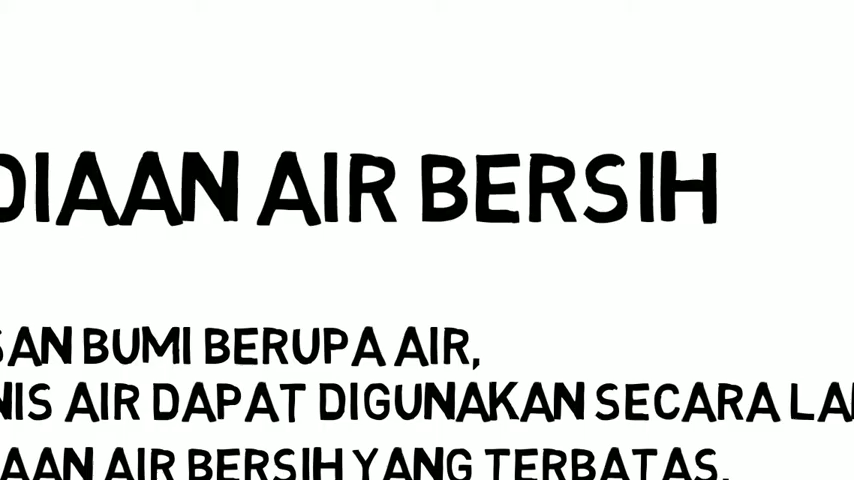 DIAAN AIR BERSIH
SAN BUMI BERUPA AIR,
NIS AIR DAPAT DIGUNAKAN SECARA LA
AAN AIR BERSIH YANG TERBATAS.